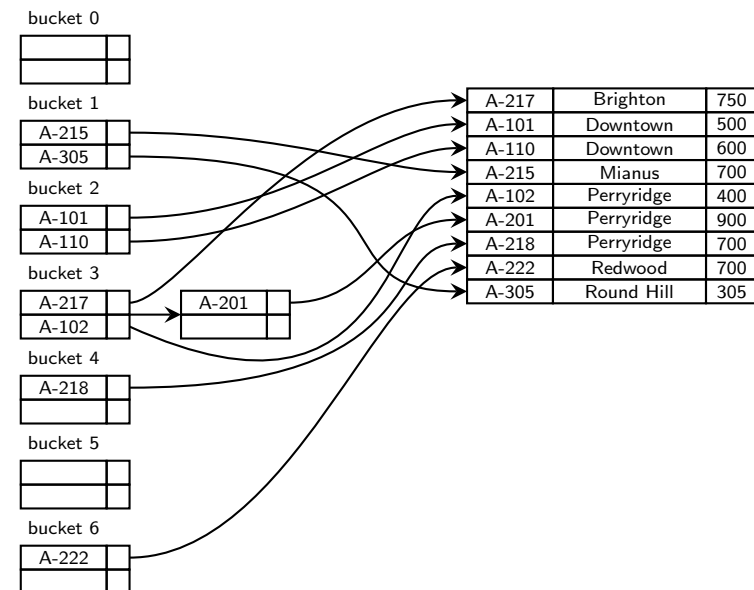 bucket 0
bucket 1
A-215
A-305
bucket 2
A-101
A-110
bucket 3
A-217
A-102
A-201
bucket 4
A-218
bucket 5
bucket 6
A-222
A-217 Brighton 750
A-101 Downtown 500
A-110 Downtown 600
A-215 Mianus 700
A-102 Perryridge 400
A-201 Perryridge 900
A-218 Perryridge 700
A-222 Redwood 700
A-305 Round Hill 305